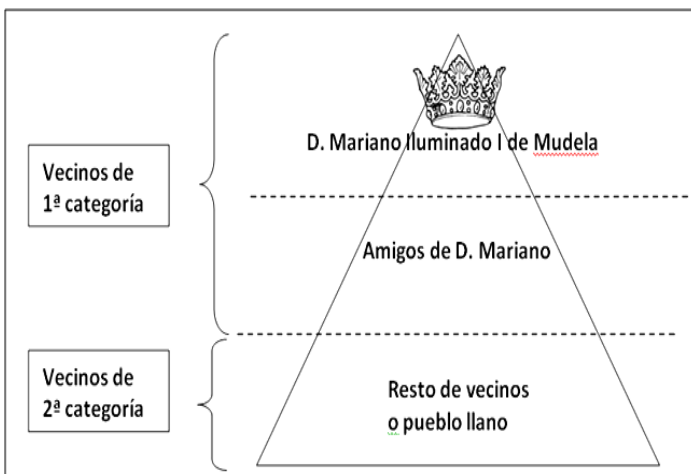 D. Mariano Iluminado I de Mudela
Vecinos de
1ª categoría
Amigos de D. Mariano
Vecinos de
2ª categoría
Resto de vecinos
o pueblo llano